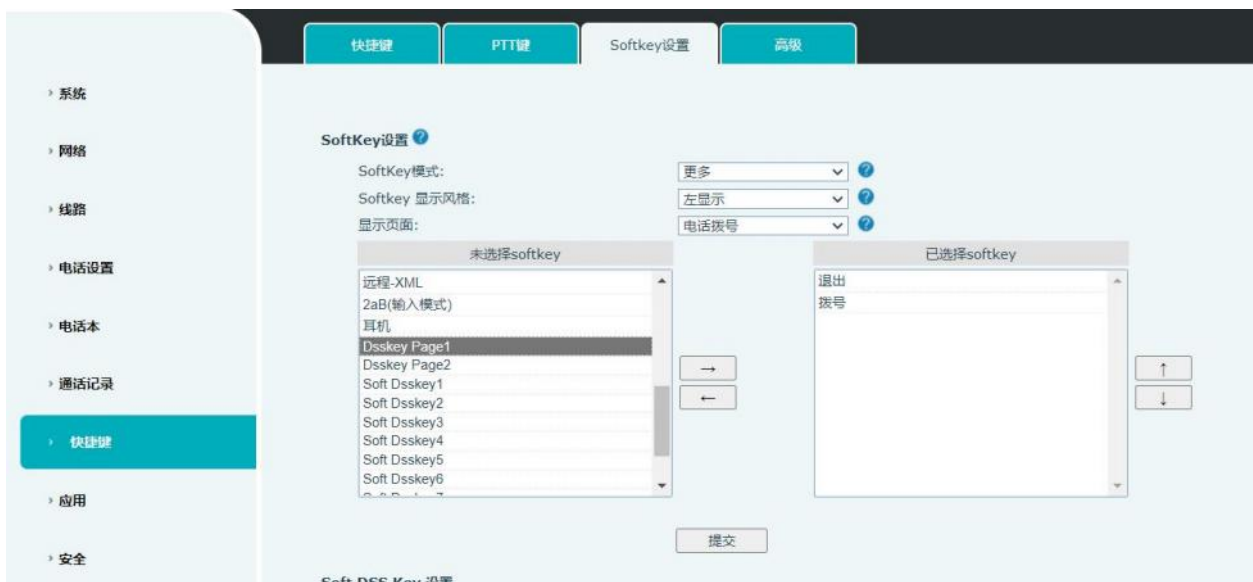 快捷键 PTT键 Softkey设置 高级
系统
网络
线路
电话设置
电话本
通话记录
快捷键
应用
安全
SoftKey设置
SoftKey模式: 更多
Softkey 显示风格: 左显示
显示页面: 电话拨号
未选择softkey 已选择softkey
远程-XML
2aB(输入模式)
耳机
Dsskey Page1
Dsskey Page2
Soft Dsskey1
Soft Dsskey2
Soft Dsskey3
Soft Dsskey4
Soft Dsskey5
Soft Dsskey6
→
←
退出
拨号
↑
↓
提交
Soft DSS Key 设置